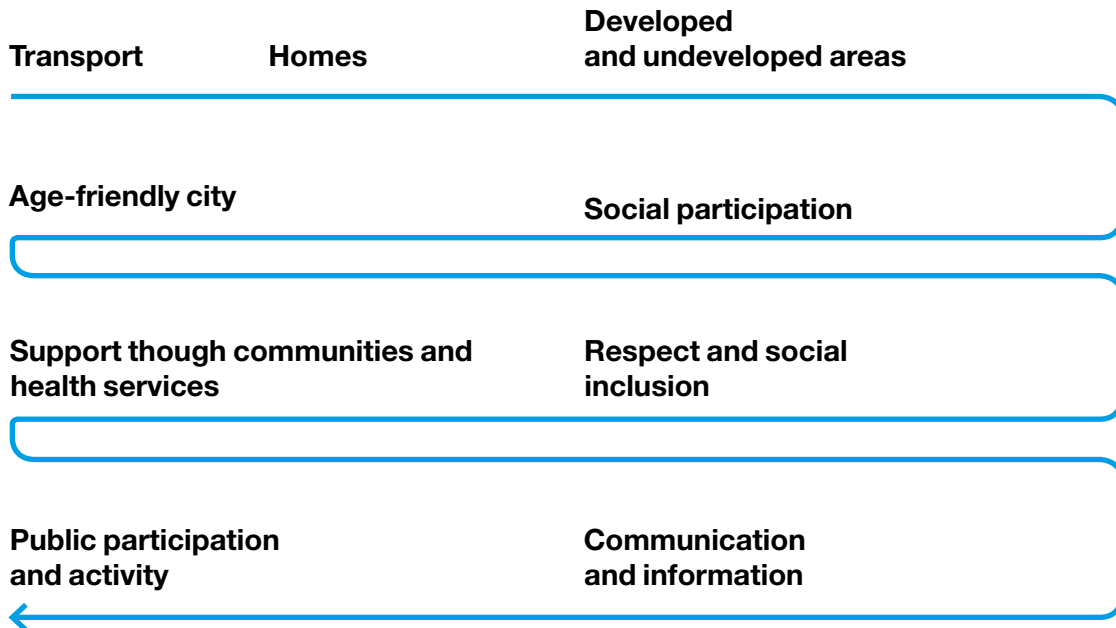 Transport
Homes
Developed
and undeveloped areas
Age-friendly city
Social participation
Support though communities and
health services
Respect and social
inclusion
Public participation
and activity
Communication
and information